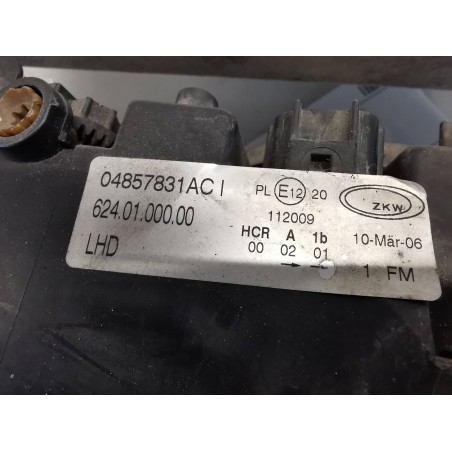 04857831AC I
624.01.000.00
LHD
PL E12 20
112009
HCR A 1b
00 02 01
→
ZKW
10-Mär-06
1 FM